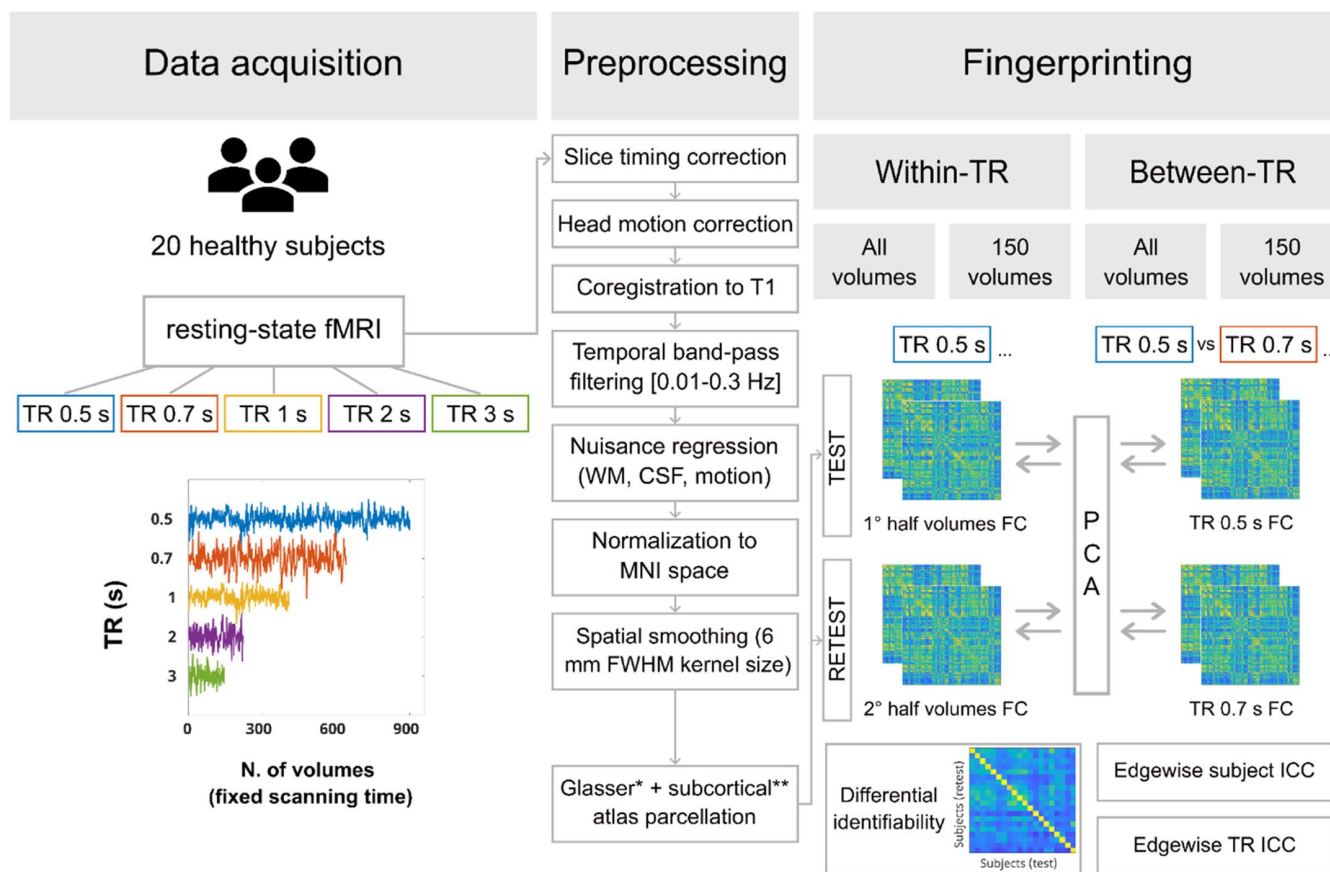 Data acquisition
20 healthy subjects
resting-state fMRI
TR 0.5 s
TR 0.7 s
TR 1 s
TR 2 s
TR 3 s
TR (s)
0.5
0.7
1
2
3
0
300
600
900
N. of volumes
(fixed scanning time)
Preprocessing
Slice timing correction
Head motion correction
Coregistration to T1
Temporal band-pass
filtering [0.01-0.3 Hz]
Nuisance regression
(WM, CSF, motion)
Normalization to
MNI space
Spatial smoothing (6
mm FWHM kernel size)
Glasser* + subcortical**
atlas parcellation
Fingerprinting
Within-TR
Between-TR
All
volumes
150
volumes
All
volumes
150
volumes
TR 0.5 s ...
TR 0.5 s vs TR 0.7 s ...
TEST
1° half volumes FC
TR 0.5 s FC
PCA
RETEST
2° half volumes FC
TR 0.7 s FC
Differential
identifiability
Subjects (retest)
Subjects (test)
Edgewise subject ICC
Edgewise TR ICC